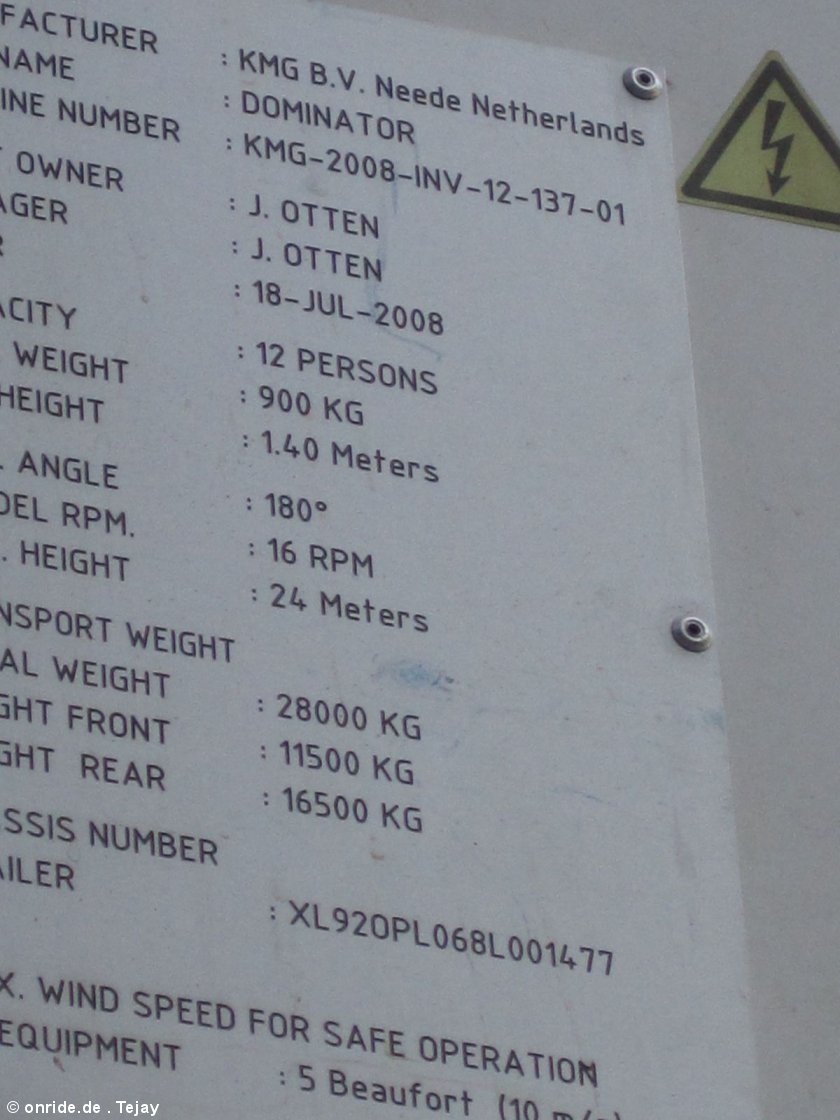 FACTURER : KMG B.V. Neede Netherlands
NAME : DOMINATOR
INE NUMBER : KMG-2008-INV-12-137-01
OWNER : J. OTTEN
AGER : J. OTTEN
R : 18-JUL-2008
ACITY : 12 PERSONS
WEIGHT : 900 KG
HEIGHT : 1.40 Meters
. ANGLE : 180°
DEL RPM. : 16 RPM
. HEIGHT : 24 Meters
NSPORT WEIGHT
AL WEIGHT : 28000 KG
GHT FRONT : 11500 KG
GHT REAR : 16500 KG
SSIS NUMBER
AILER : XL920PL068L001477
X. WIND SPEED FOR SAFE OPERATION
EQUIPMENT : 5 Beaufort (10 m/s)
© onride.de . Tejay